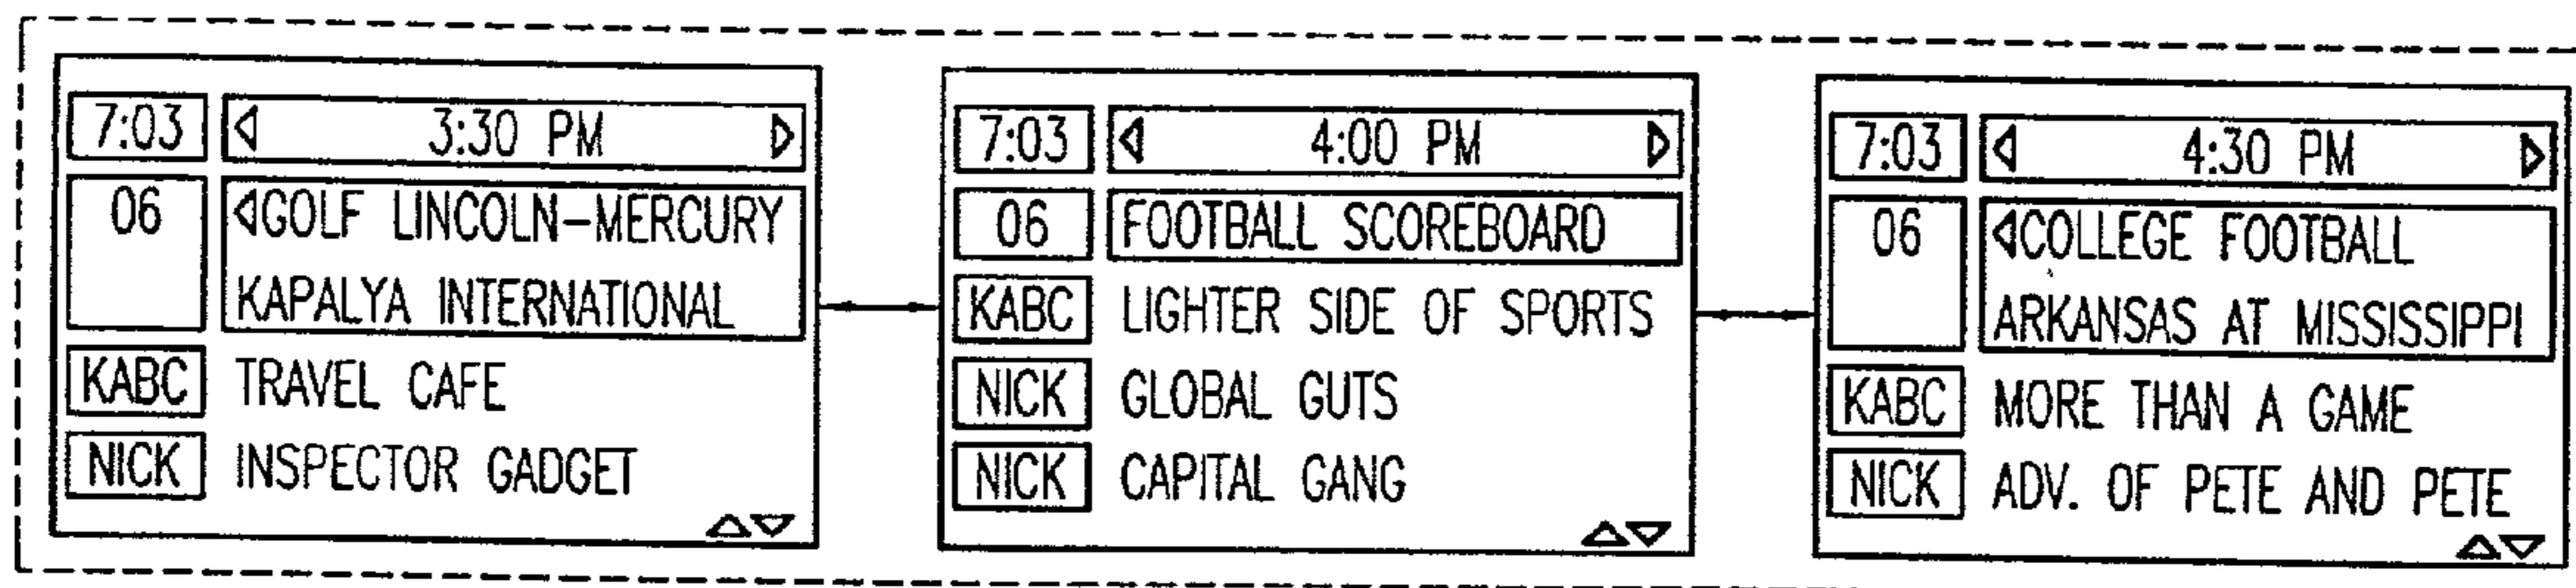 7:03 ◁ 3:30 PM ▷
06 ◁GOLF LINCOLN-MERCURY
KAPALYA INTERNATIONAL
KABC TRAVEL CAFE
NICK INSPECTOR GADGET
△▽
7:03 ◁ 4:00 PM ▷
06 FOOTBALL SCOREBOARD
KABC LIGHTER SIDE OF SPORTS
NICK GLOBAL GUTS
NICK CAPITAL GANG
△▽
7:03 ◁ 4:30 PM ▷
06 ◁COLLEGE FOOTBALL
ARKANSAS AT MISSISSIPPI
KABC MORE THAN A GAME
NICK ADV. OF PETE AND PETE
△▽